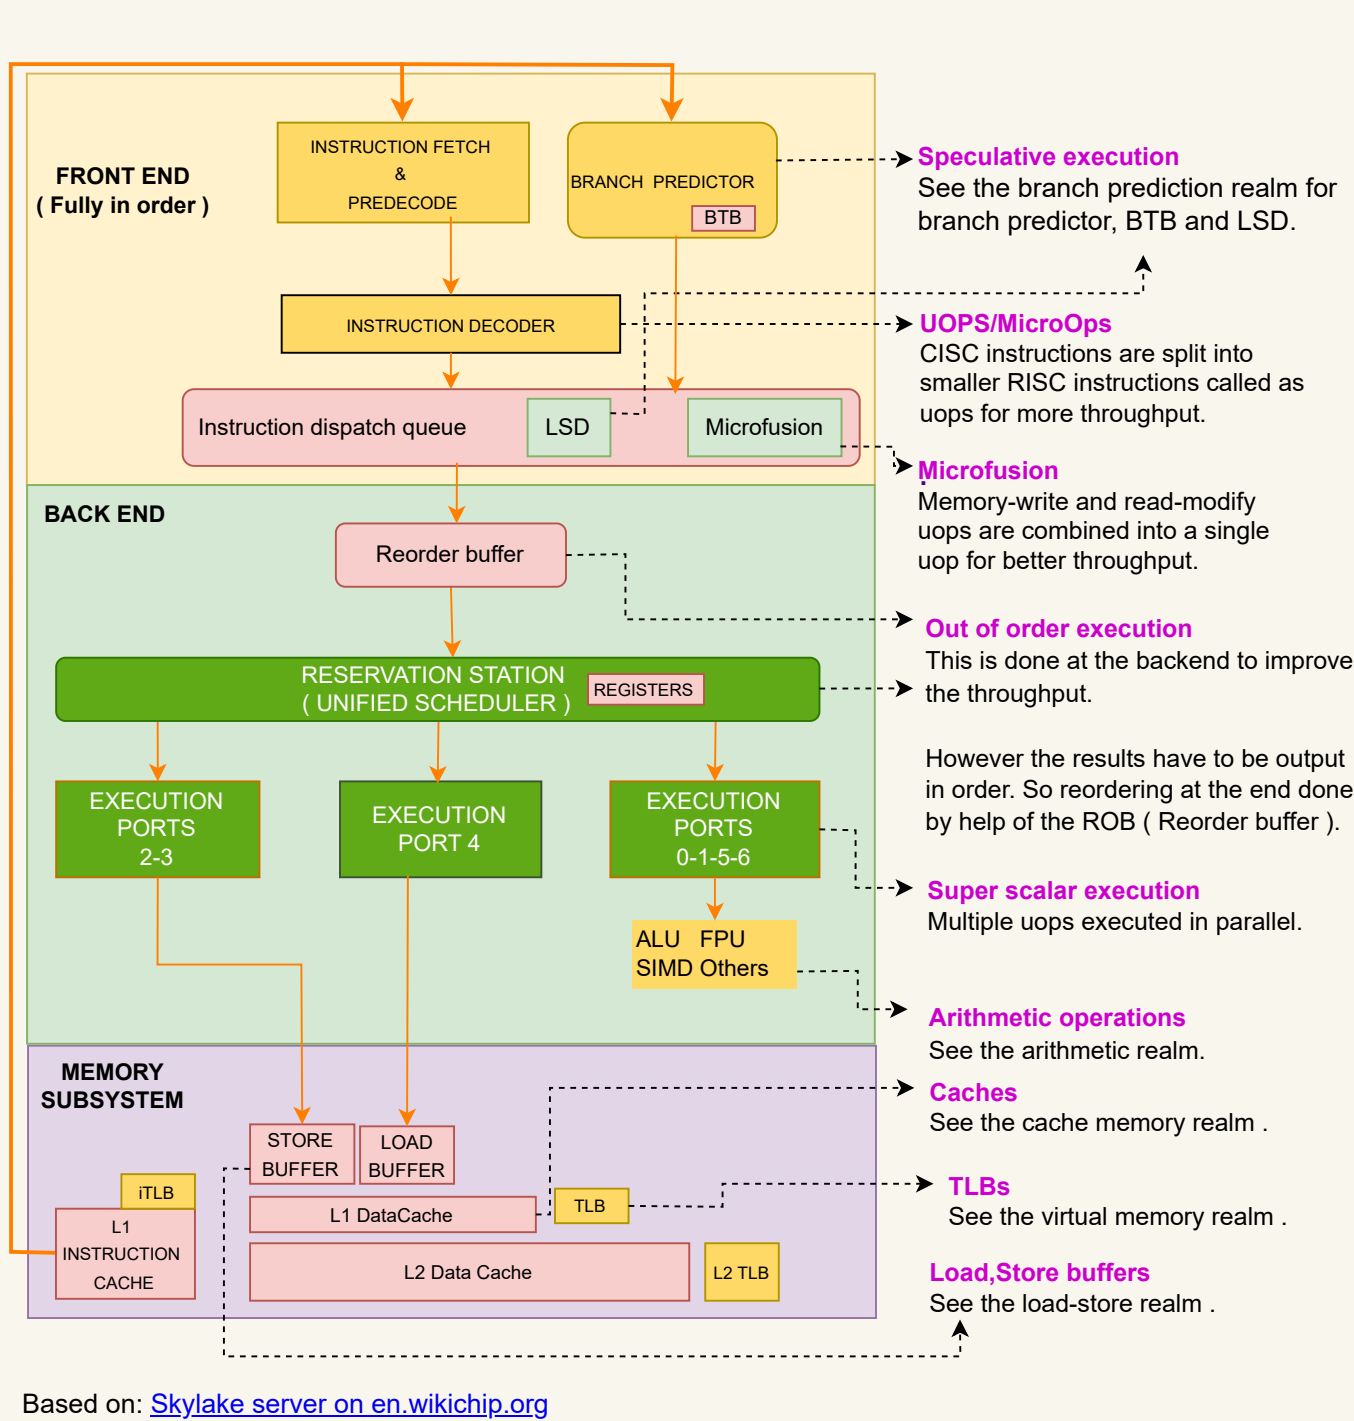 FRONT END
( Fully in order )
INSTRUCTION FETCH
&
PREDECODE
BRANCH PREDICTOR
BTB
INSTRUCTION DECODER
Instruction dispatch queue
LSD
Microfusion
Speculative execution
See the branch prediction realm for
branch predictor, BTB and LSD.
UOPS/MicroOps
CISC instructions are split into
smaller RISC instructions called as
uops for more throughput.
Microfusion
.
Memory-write and read-modify
uops are combined into a single
uop for better throughput.
BACK END
Reorder buffer
RESERVATION STATION
( UNIFIED SCHEDULER )
REGISTERS
EXECUTION
PORTS
2-3
EXECUTION
PORT 4
EXECUTION
PORTS
0-1-5-6
ALU FPU
SIMD Others
Out of order execution
This is done at the backend to improve
the throughput.
However the results have to be output
in order. So reordering at the end done
by help of the ROB ( Reorder buffer ).
Super scalar execution
Multiple uops executed in parallel.
Arithmetic operations
See the arithmetic realm.
MEMORY
SUBSYSTEM
STORE
BUFFER
LOAD
BUFFER
iTLB
L1
INSTRUCTION
CACHE
L1 DataCache
TLB
L2 Data Cache
L2 TLB
Caches
See the cache memory realm .
TLBs
See the virtual memory realm .
Load,Store buffers
See the load-store realm .
Based on: Skylake server on en.wikichip.org